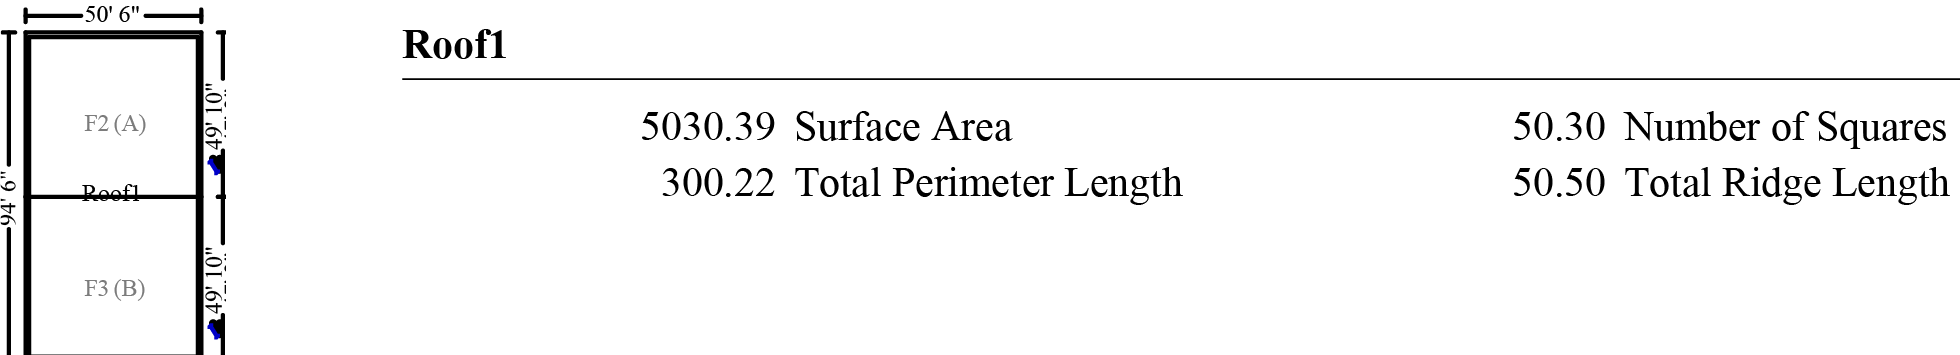 50' 6"
Roof1
5030.39 Surface Area
50.30 Number of Squares
300.22 Total Perimeter Length
50.50 Total Ridge Length
49' 10"
F2 (A)
94' 6"
Roof1
49' 10"
F3 (B)